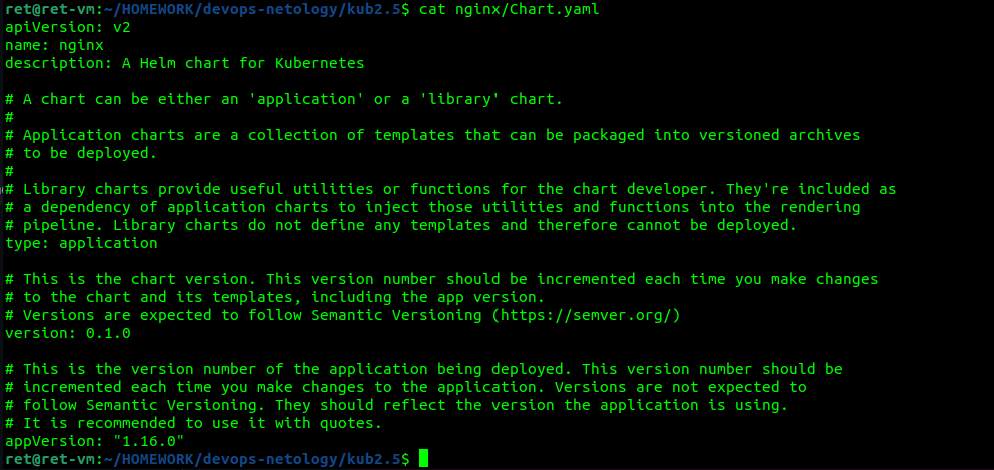 ret@ret-vm:~/HOMEWORK/devops-netology/kub2.5$ cat nginx/Chart.yaml
apiVersion: v2
name: nginx
description: A Helm chart for Kubernetes

# A chart can be either an 'application' or a 'library' chart.
#
# Application charts are a collection of templates that can be packaged into versioned archives
# to be deployed.
#
# Library charts provide useful utilities or functions for the chart developer. They're included as
# a dependency of application charts to inject those utilities and functions into the rendering
# pipeline. Library charts do not define any templates and therefore cannot be deployed.
type: application

# This is the chart version. This version number should be incremented each time you make changes
# to the chart and its templates, including the app version.
# Versions are expected to follow Semantic Versioning (https://semver.org/)
version: 0.1.0

# This is the version number of the application being deployed. This version number should be
# incremented each time you make changes to the application. Versions are not expected to
# follow Semantic Versioning. They should reflect the version the application is using.
# It is recommended to use it with quotes.
appVersion: "1.16.0"
ret@ret-vm:~/HOMEWORK/devops-netology/kub2.5$